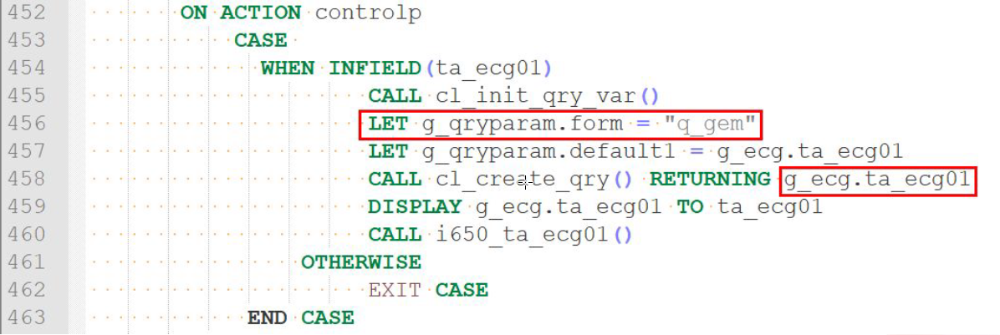 452 ON ACTION controlp
453 CASE
454 WHEN INFIELD(ta_ecg01)
455 CALL cl_init_qry_var()
456 LET g_qryparam.form = "q_gem"
457 LET g_qryparam.default1 = g_ecg.ta_ecg01
458 CALL cl_create_qry() RETURNING g_ecg.ta_ecg01
459 DISPLAY g_ecg.ta_ecg01 TO ta_ecg01
460 CALL i650_ta_ecg01()
461 OTHERWISE
462 EXIT CASE
463 END CASE